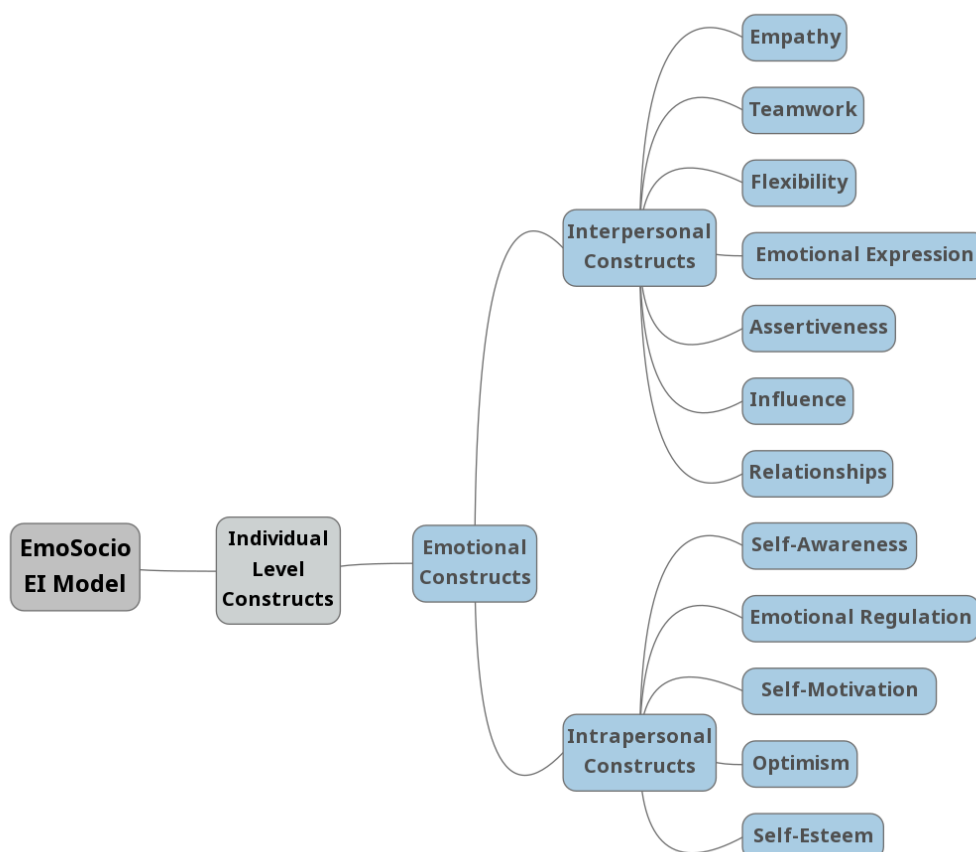 EmoSocio
EI Model
Individual
Level
Constructs
Emotional
Constructs
Interpersonal
Constructs
Empathy
Teamwork
Flexibility
Emotional Expression
Assertiveness
Influence
Relationships
Intrapersonal
Constructs
Self-Awareness
Emotional Regulation
Self-Motivation
Optimism
Self-Esteem